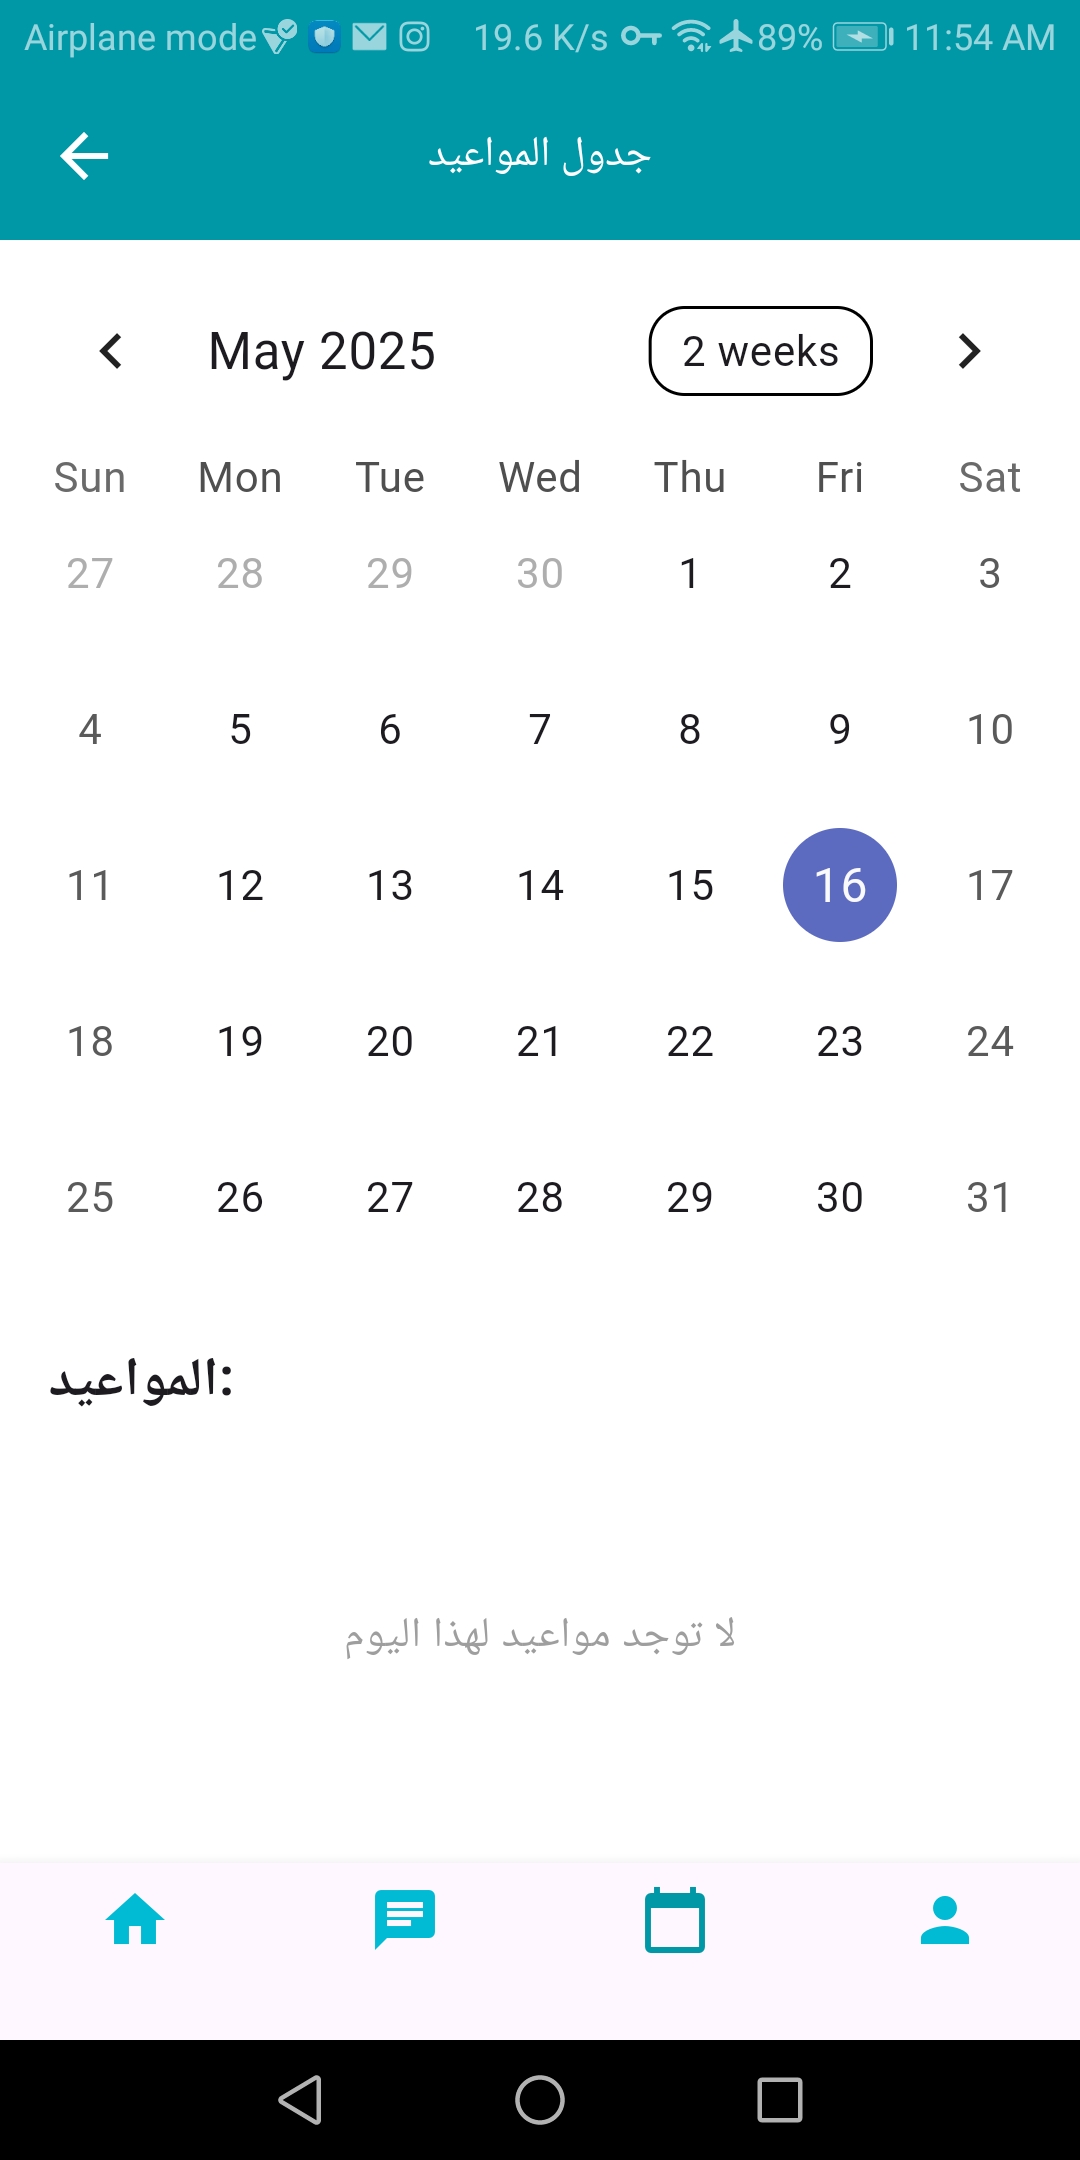 Airplane mode 19.6 K/s 89% 11:54 AM
جدول المواعيد
May 2025 2 weeks
Sun Mon Tue Wed Thu Fri Sat
27 28 29 30 1 2 3
4 5 6 7 8 9 10
11 12 13 14 15 16 17
18 19 20 21 22 23 24
25 26 27 28 29 30 31
المواعيد:
لا توجد مواعيد لهذا اليوم